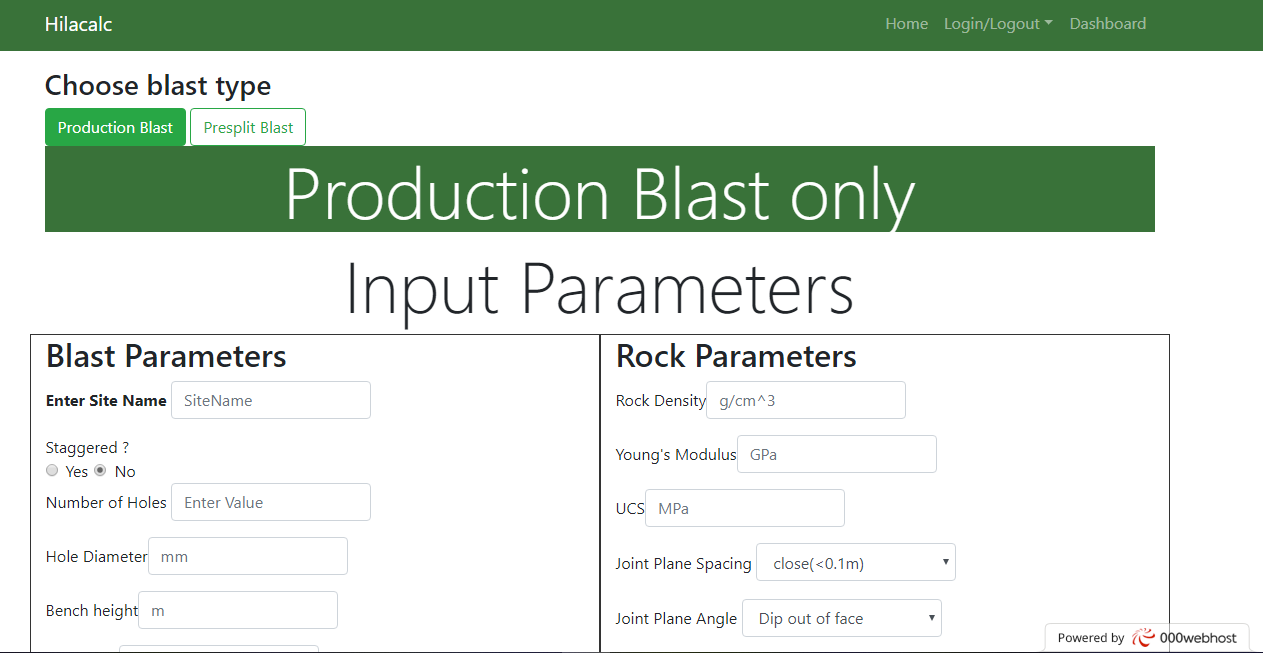 Hilacalc
Home Login/Logout Dashboard
Choose blast type
Production Blast Presplit Blast
Production Blast only
Input Parameters
Blast Parameters
Enter Site Name SiteName
Staggered ?
Yes No
Number of Holes Enter Value
Hole Diameter mm
Bench height m
Rock Parameters
Rock Density g/cm^3
Young's Modulus GPa
UCS MPa
Joint Plane Spacing close(<0.1m)
Joint Plane Angle Dip out of face
Powered by 000webhost